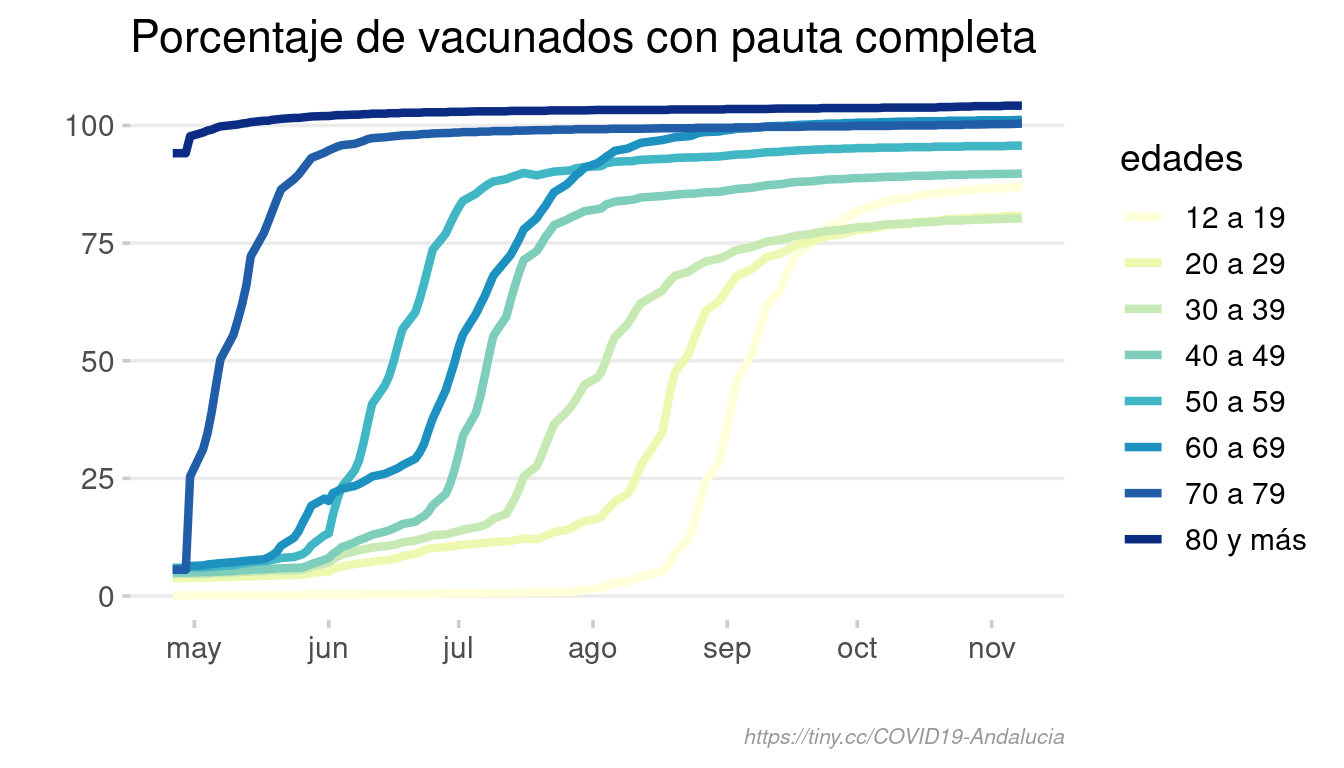 Porcentaje de vacunados con pauta completa
100
75
50
25
0
may jun jul ago sep oct nov
edades
12 a 19
20 a 29
30 a 39
40 a 49
50 a 59
60 a 69
70 a 79
80 y más
https://tiny.cc/COVID19-Andalucia